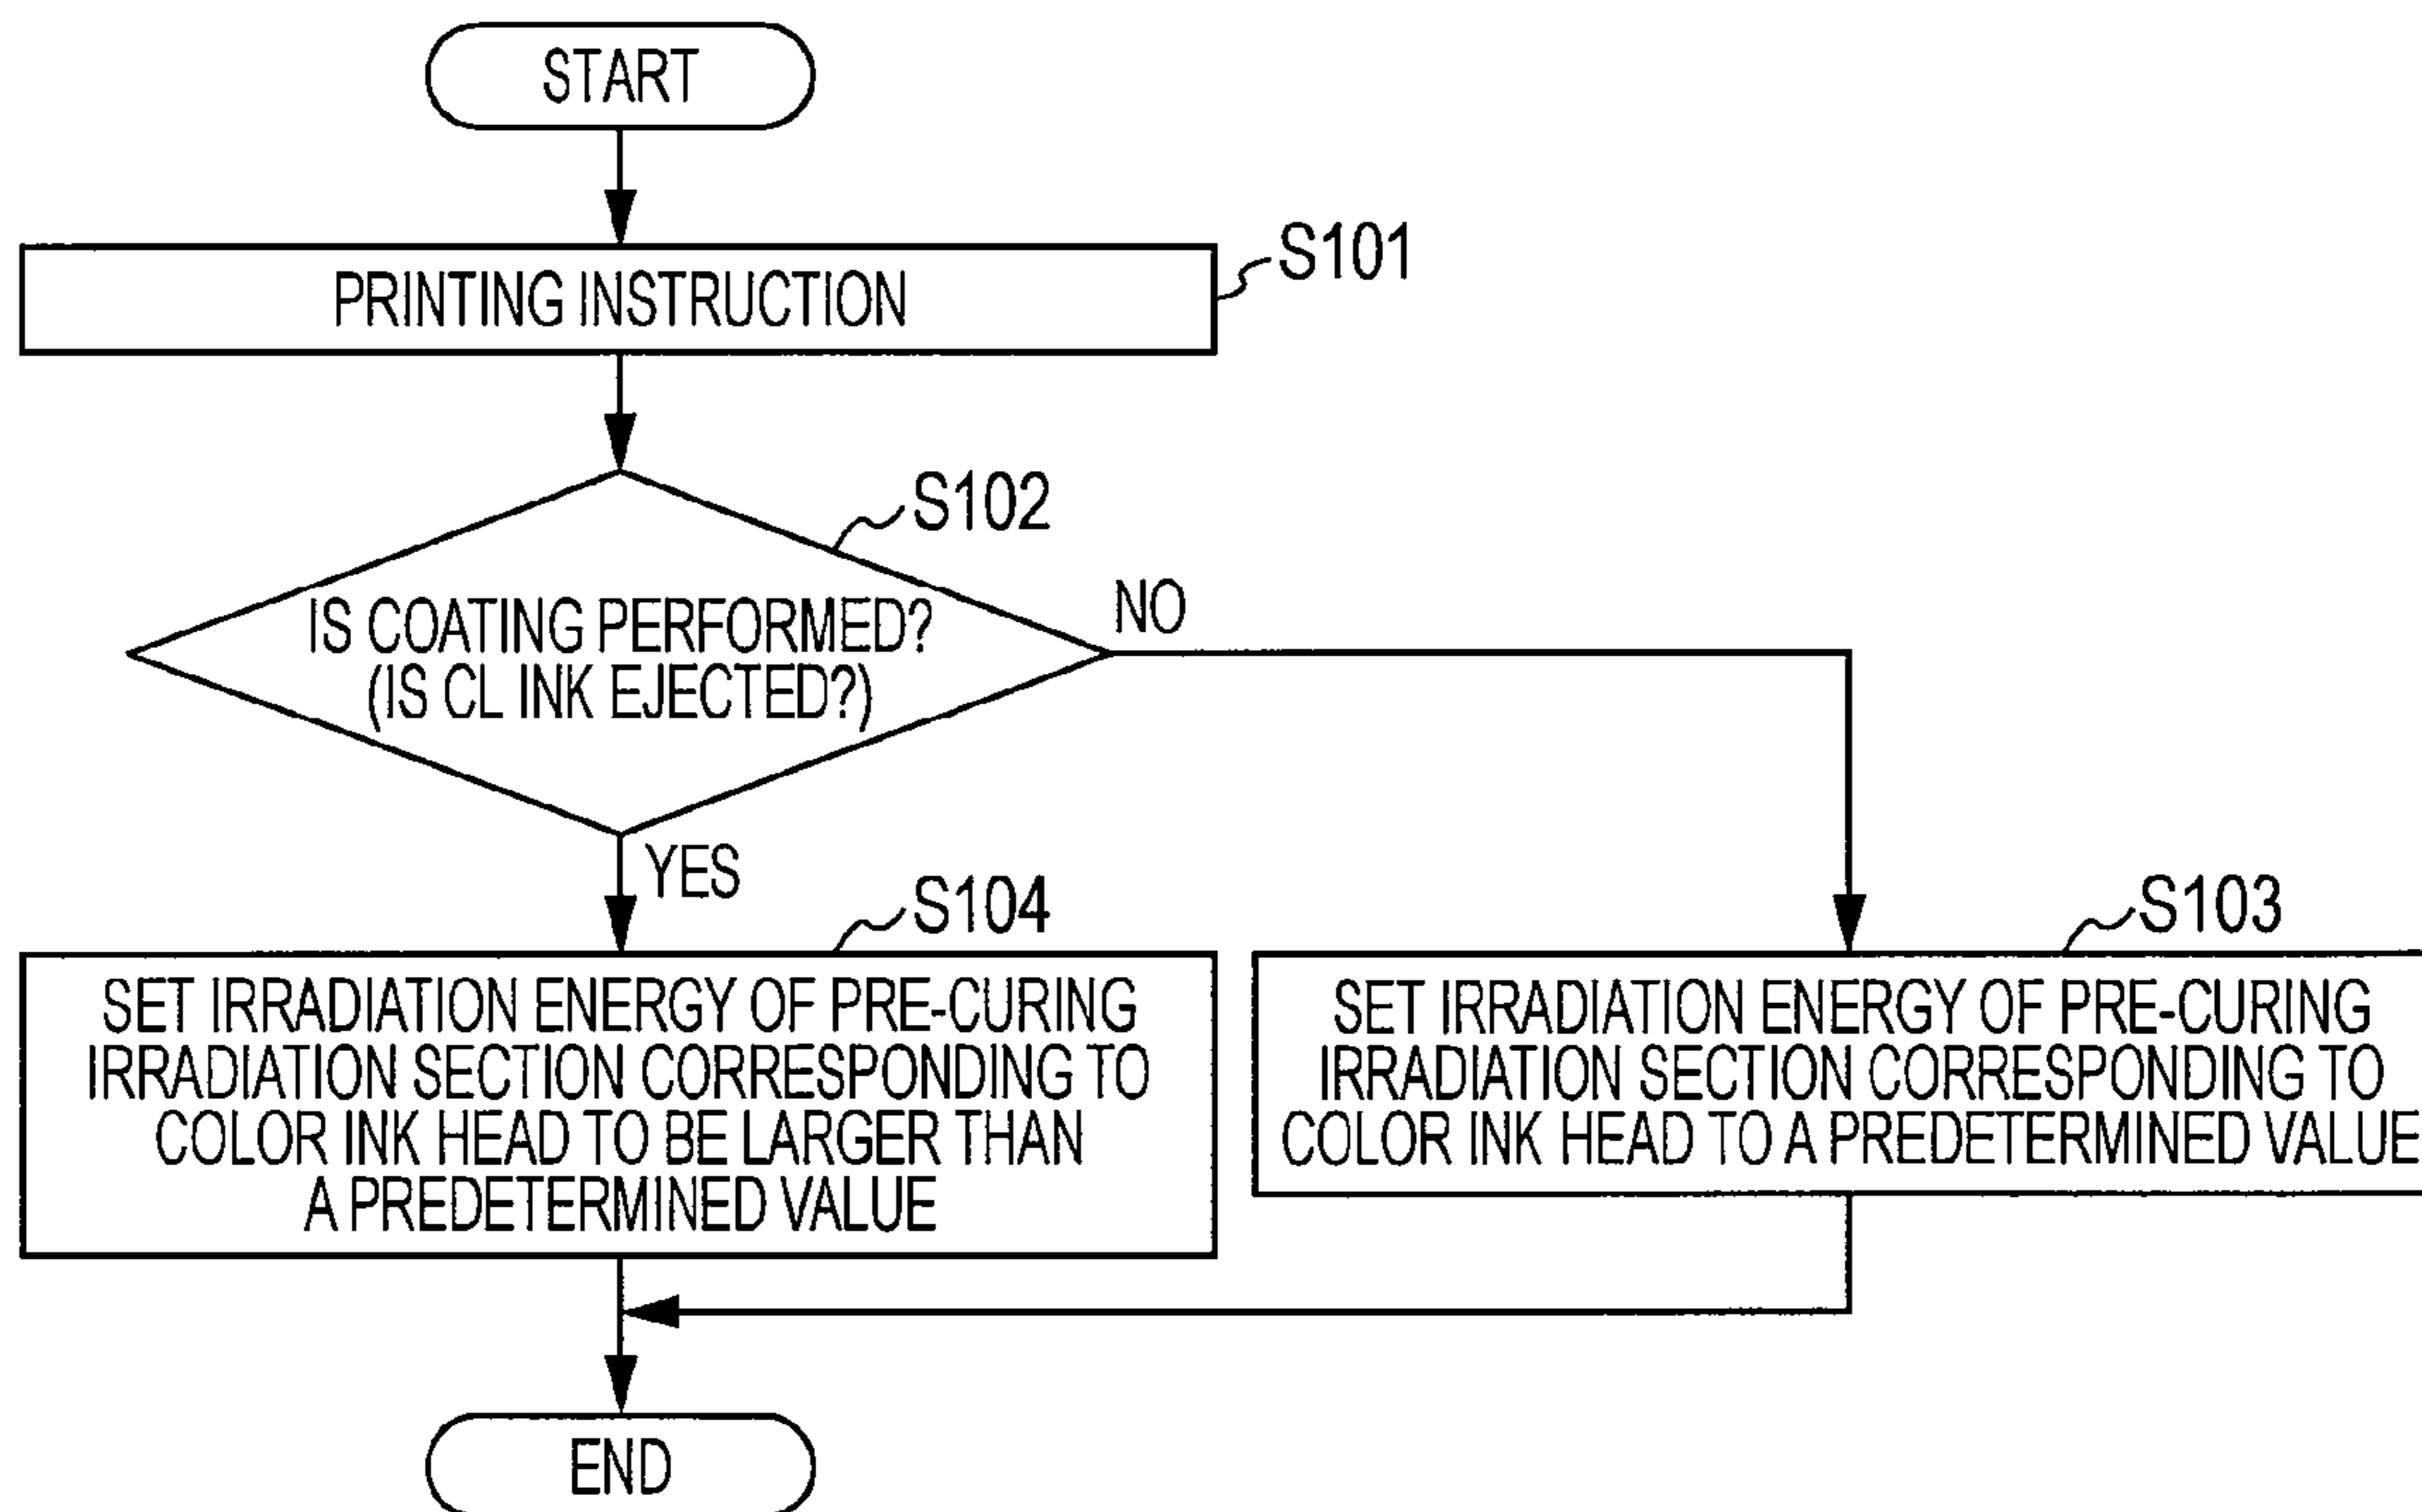 START
PRINTING INSTRUCTION
S101
S102
IS COATING PERFORMED?
(IS CL INK EJECTED?)
NO
YES
S104
SET IRRADIATION ENERGY OF PRE-CURING
IRRADIATION SECTION CORRESPONDING TO
COLOR INK HEAD TO BE LARGER THAN
A PREDETERMINED VALUE
S103
SET IRRADIATION ENERGY OF PRE-CURING
IRRADIATION SECTION CORRESPONDING TO
COLOR INK HEAD TO A PREDETERMINED VALUE
END